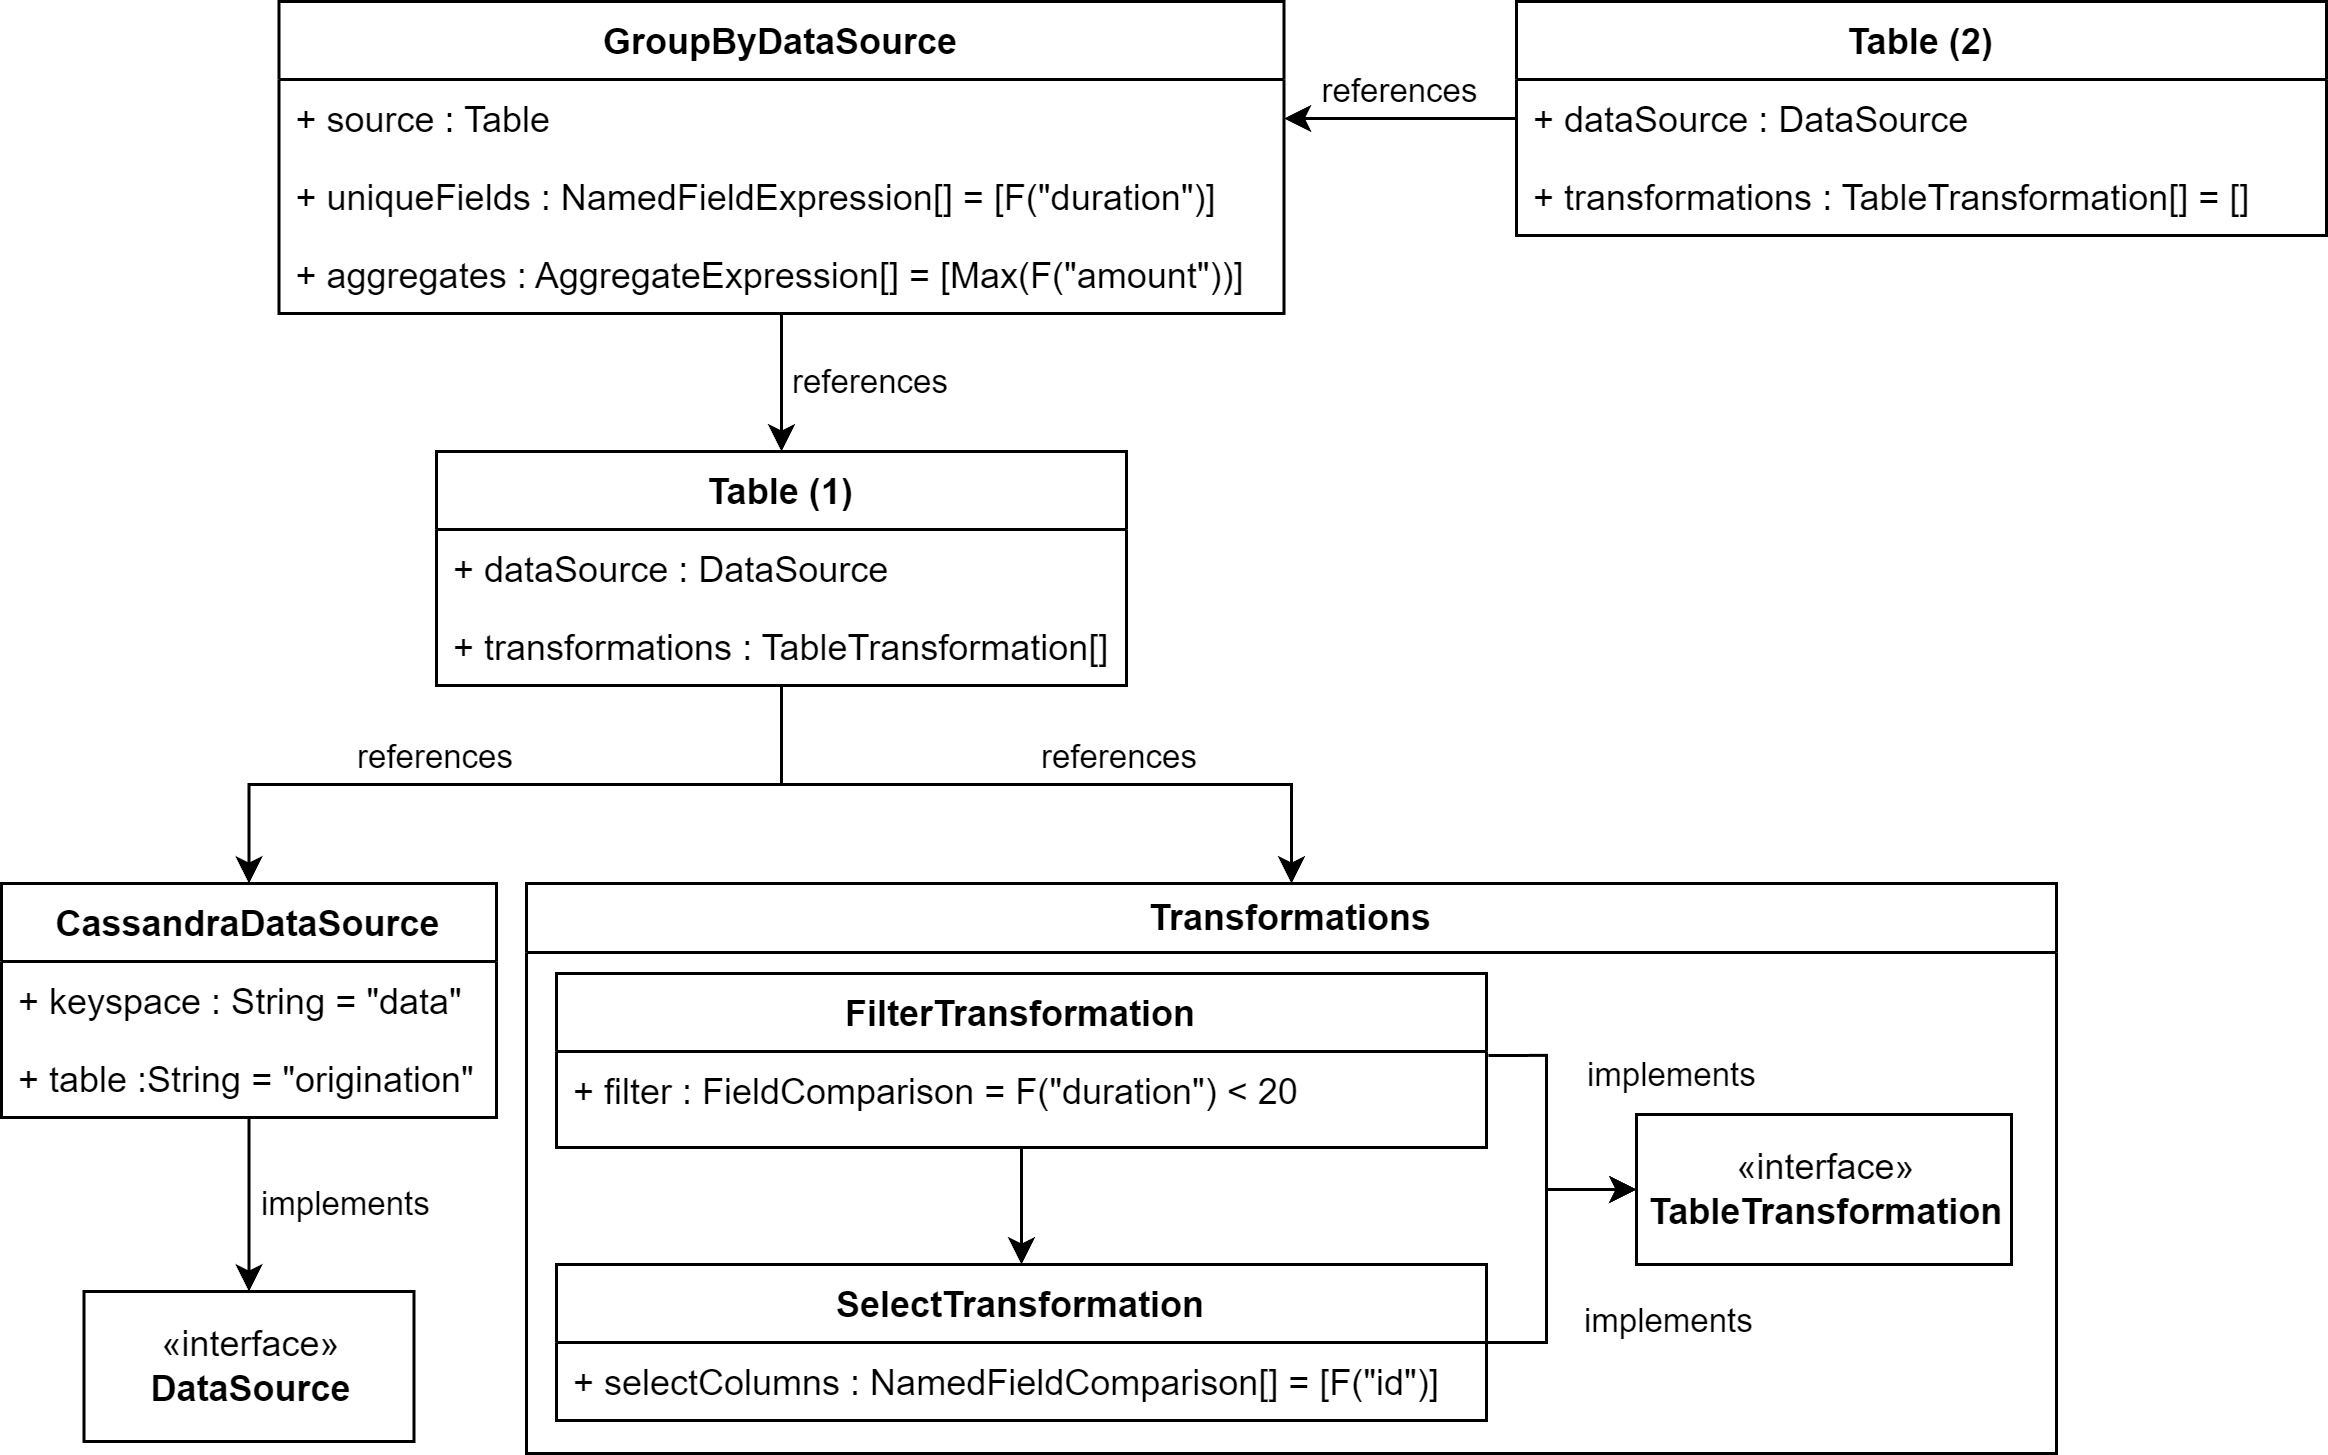 GroupByDataSource
+ source : Table
+ uniqueFields : NamedFieldExpression[] = [F("duration")]
+ aggregates : AggregateExpression[] = [Max(F("amount"))]
references
Table (2)
+ dataSource : DataSource
+ transformations : TableTransformation[] = []
references
Table (1)
+ dataSource : DataSource
+ transformations : TableTransformation[]
references
references
CassandraDataSource
+ keyspace : String = "data"
+ table :String = "origination"
implements
«interface»
DataSource
Transformations
FilterTransformation
+ filter : FieldComparison = F("duration") < 20
implements
«interface»
TableTransformation
SelectTransformation
+ selectColumns : NamedFieldComparison[] = [F("id")]
implements